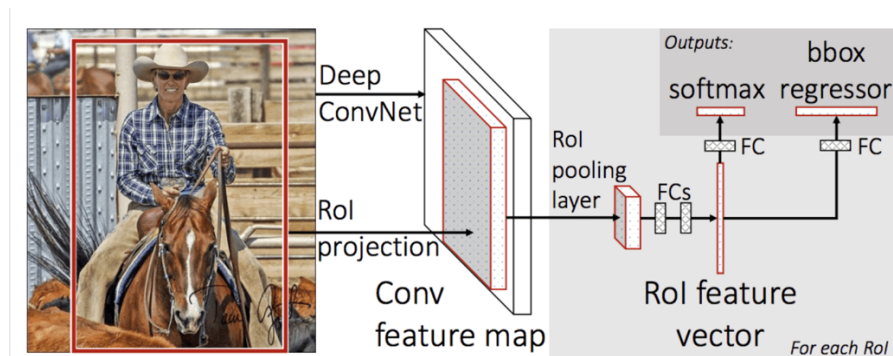 Deep
ConvNet
RoI
projection
Conv
feature map
RoI
pooling
layer
FCs
RoI feature
vector
For each RoI
Outputs:
softmax
bbox
regressor
FC
FC